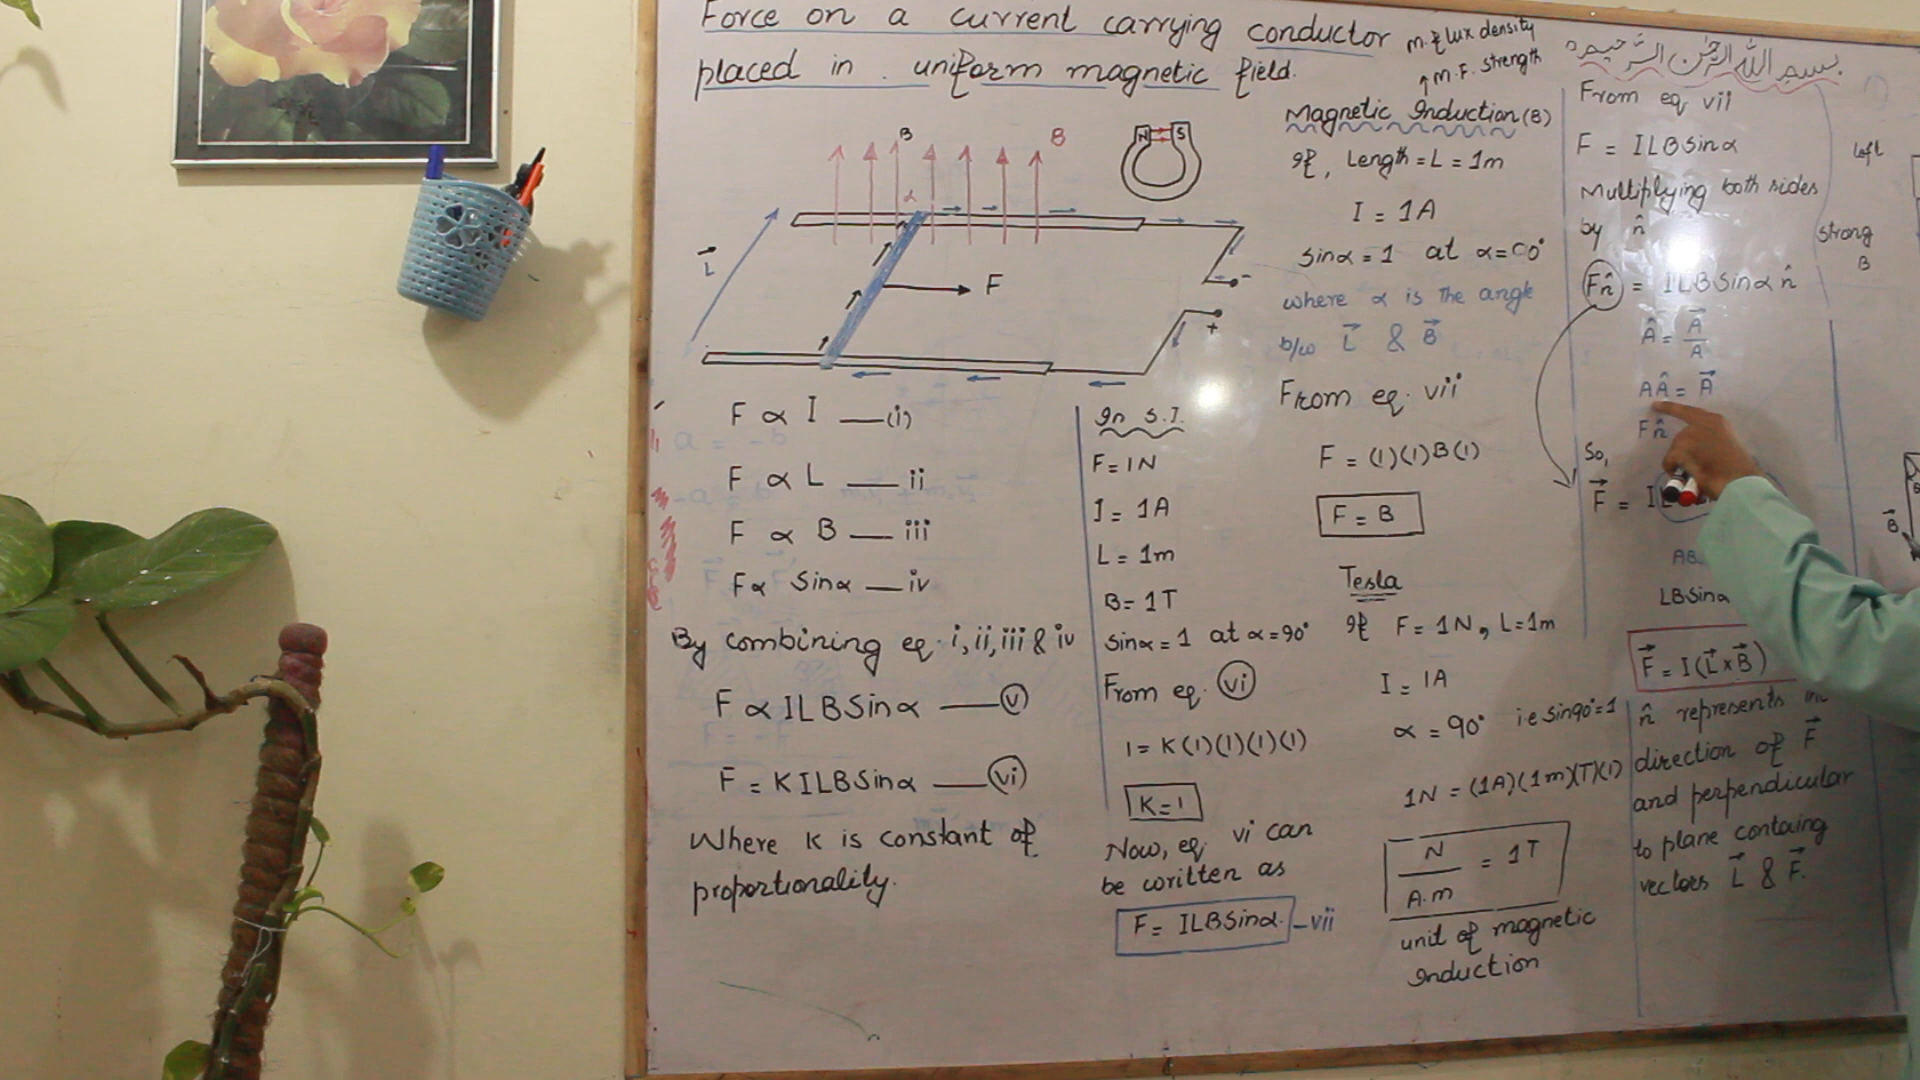 Force on a current carrying conductor
placed in uniform magnetic field.
B
B
N
S
α
L
F
-
+
F ∝ I —(i)
F ∝ L — ii
F ∝ B — iii
F∝ Sinα — iv
By combining eq. i, ii, iii & iv
F ∝ ILBSinα —(v)
F = KILBSinα —(vi)
Where K is constant of
proportionality.
In S.I.
F = 1N
I = 1A
L = 1m
B = 1T
sinα = 1 at α = 90°
From eq. (vi)
1 = K(1)(1)(1)(1)
K = 1
Now, eq vi can
be written as
F = ILBSinα. —vii
m. flux density
↑ M.F. strength
Magnetic Induction (B)
If, Length = L = 1m
I = 1A
Sinα = 1 at α =
where α is the angle
b/w L⃗ & B⃗
From eq. vii
F = (1)(1)B(1)
F = B
Tesla
If F = 1N, L = 1m
I = 1A
α = 90° i.e sin90° = 1
1N = (1A)(1m)(T)(1)
N/A.m = 1T
unit of magnetic
Induction
بسم الله الرحمن الرحيم
From eq vii
F = ILBSinα
Multiplying both sides
by n̂
Fn̂ = ILBSinα n̂
Â = A⃗/A
AÂ = A⃗
Fn̂
So,
F⃗ = I
AB
LBSinα
F⃗ = I(L⃗ × B⃗)
n̂ represents
direction of F⃗
and perpendicular
to plane containg
vectors L⃗ & F⃗.
Left
strong
B
B⃗